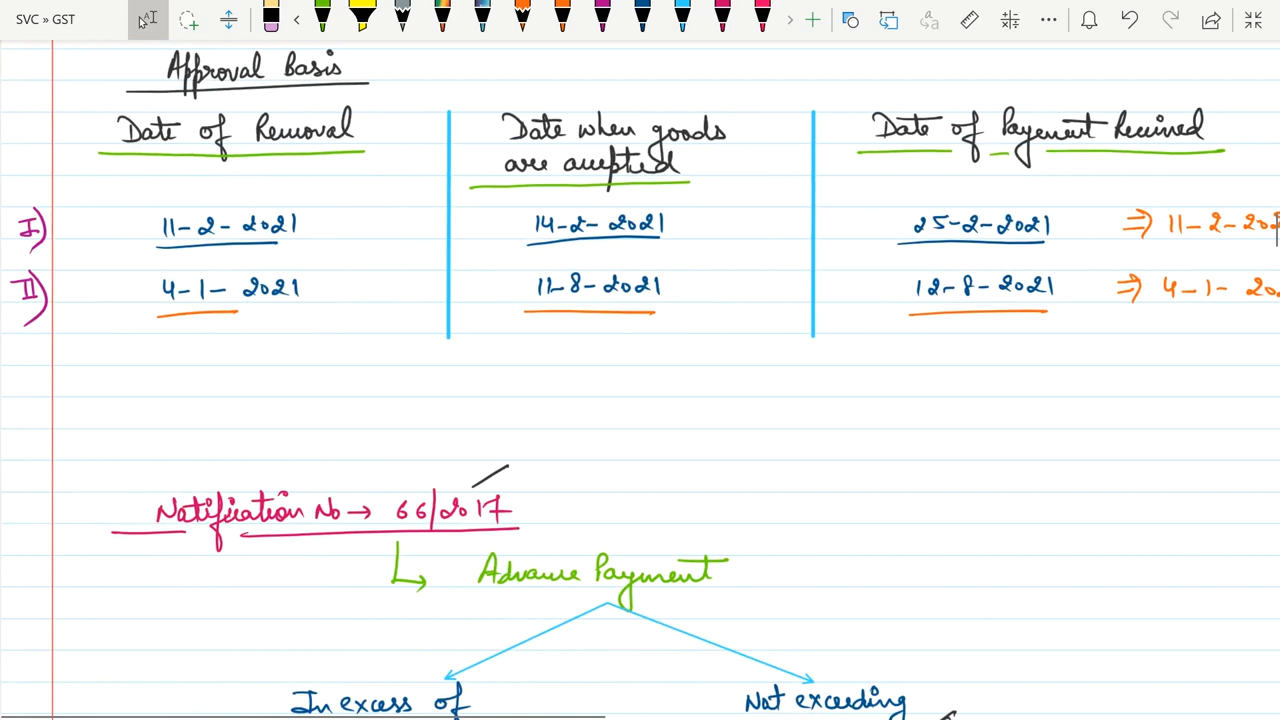 SVC » GST
Approval Basis
Date of Removal
Date when goods
are accepted
Date of Payement Received
I) 11-2-2021 14-2-2021 25-2-2021 ⇒ 11-2-202
II) 4-1-2021 11-8-2021 12-8-2021 ⇒ 4-1-20
Notification No → 66/2017
Advance Payment
In excess of Not exceeding